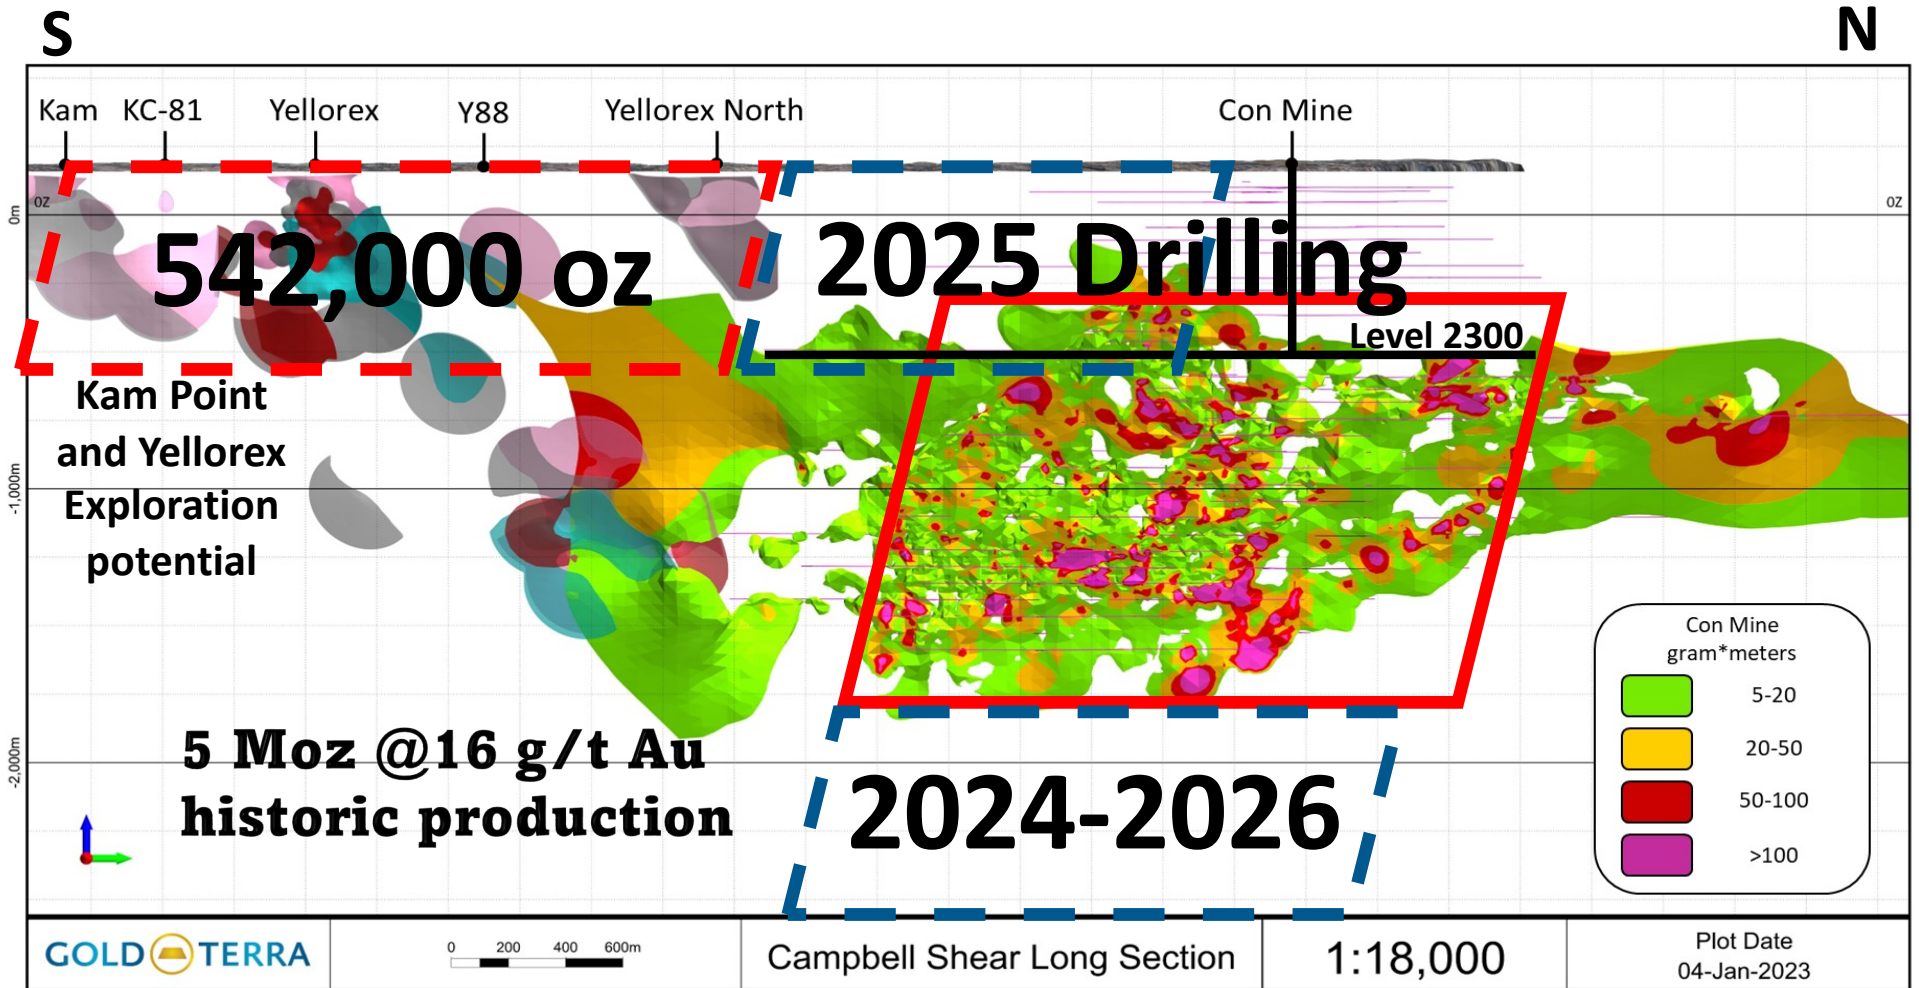 S
N
Kam
KC-81
Yellorex
Y88
Yellorex North
Con Mine
0m
OZ
OZ
542,000 oz
2025 Drilling
Level 2300
Kam Point
and Yellorex
Exploration
potential
-1,000m
Con Mine
gram*meters
5-20
20-50
50-100
>100
-2,000m
5 Moz @16 g/t Au
historic production
2024-2026
GOLD TERRA
0 200 400 600m
Campbell Shear Long Section
1:18,000
Plot Date
04-Jan-2023